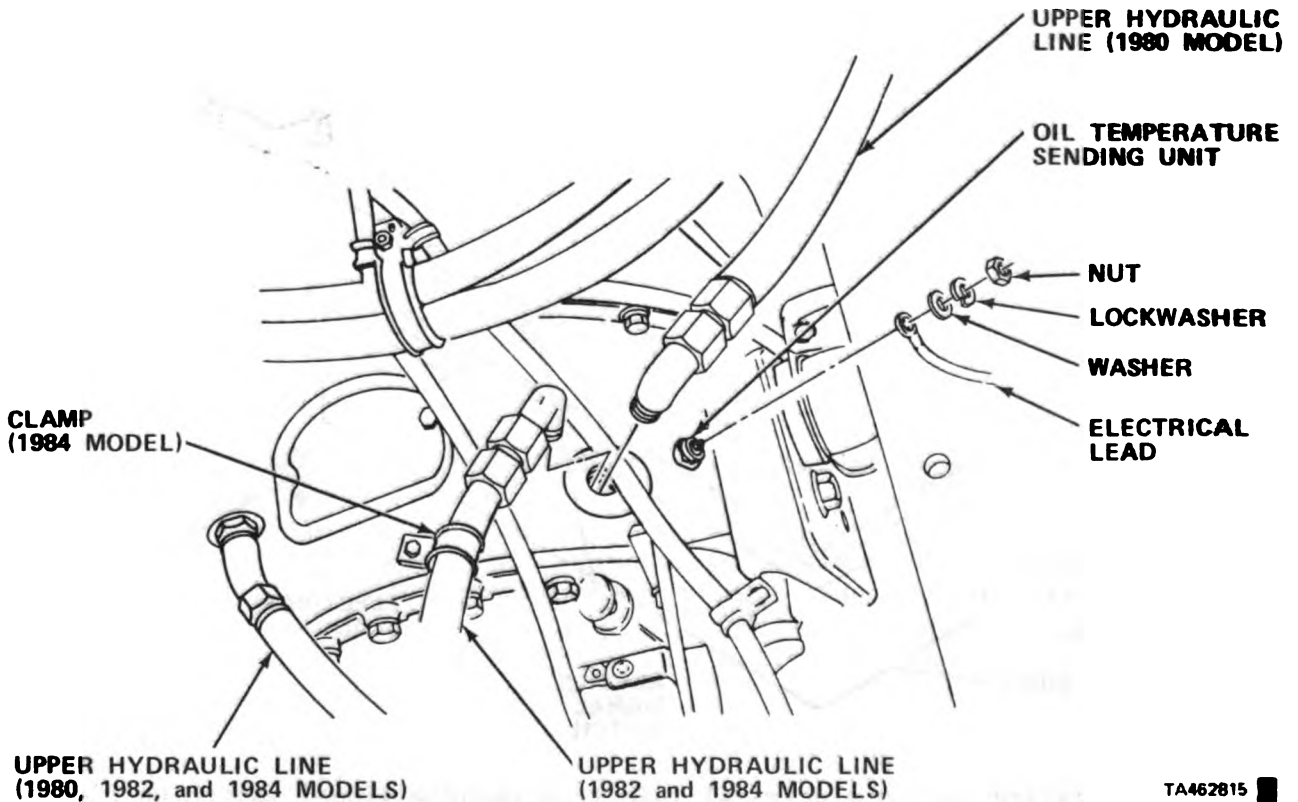 UPPER HYDRAULIC
LINE (1980 MODEL)
OIL TEMPERATURE
SENDING UNIT
NUT
LOCKWASHER
WASHER
ELECTRICAL
LEAD
CLAMP
(1984 MODEL)
UPPER HYDRAULIC LINE
(1980, 1982, and 1984 MODELS)
UPPER HYDRAULIC LINE
(1982 and 1984 MODELS)
TA462815